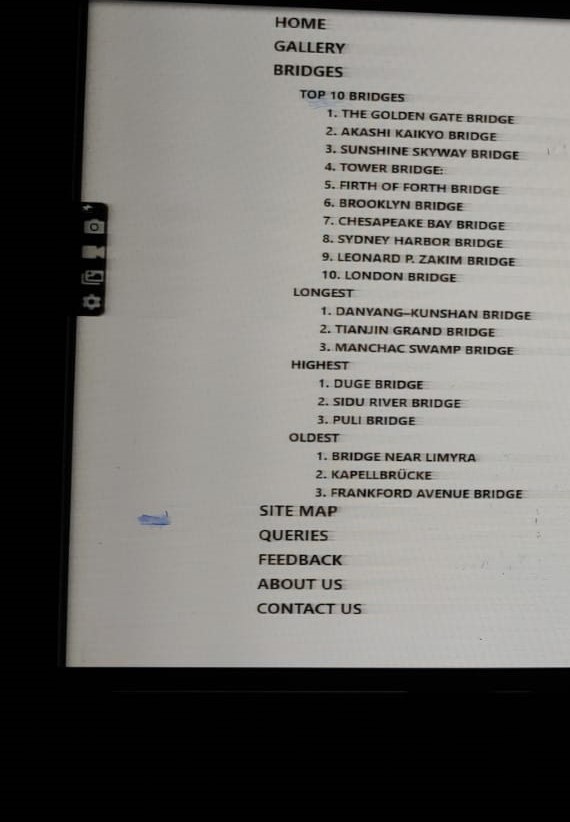 HOME
GALLERY
BRIDGES
TOP 10 BRIDGES
1. THE GOLDEN GATE BRIDGE
2. AKASHI KAIKYO BRIDGE
3. SUNSHINE SKYWAY BRIDGE
4. TOWER BRIDGE:
5. FIRTH OF FORTH BRIDGE
6. BROOKLYN BRIDGE
7. CHESAPEAKE BAY BRIDGE
8. SYDNEY HARBOR BRIDGE
9. LEONARD P. ZAKIM BRIDGE
10. LONDON BRIDGE
LONGEST
1. DANYANG–KUNSHAN BRIDGE
2. TIANJIN GRAND BRIDGE
3. MANCHAC SWAMP BRIDGE
HIGHEST
1. DUGE BRIDGE
2. SIDU RIVER BRIDGE
3. PULI BRIDGE
OLDEST
1. BRIDGE NEAR LIMYRA
2. KAPELLBRÜCKE
3. FRANKFORD AVENUE BRIDGE
SITE MAP
QUERIES
FEEDBACK
ABOUT US
CONTACT US